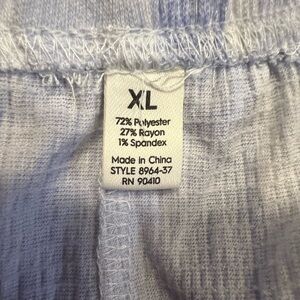 XL
72% Polyester
27% Rayon
1% Spandex
Made in China
STYLE 8964-37
RN 90410